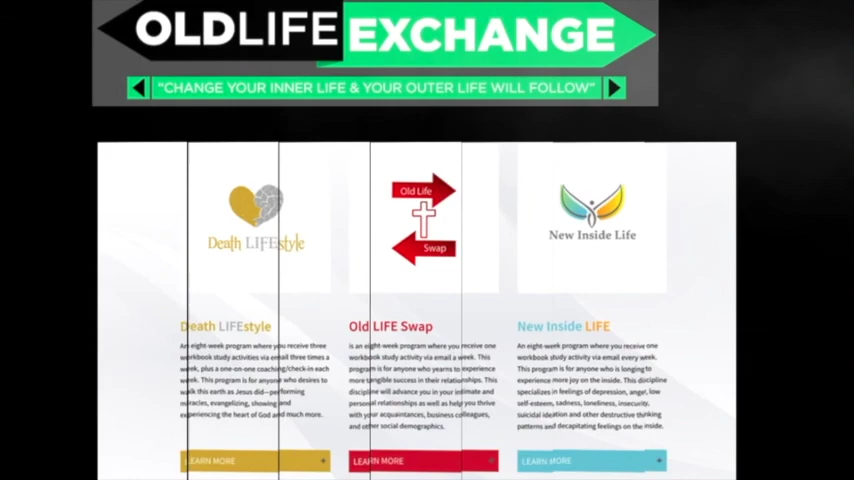 OLDLIFE EXCHANGE
"CHANGE YOUR INNER LIFE & YOUR OUTER LIFE WILL FOLLOW"
Old Life
Swap
Death LIFEstyle
New Inside Life
Death LIFEstyle
An eight-week program where you receive three
workbook study activities via email three times a
week, plus a one-on-one coaching/check-in each
week. This program is for anyone who desires to
walk this earth as Jesus did—performing
miracles, evangelizing, showing and
experiencing the heart of God and much more.
LEARN MORE +
Old LIFE Swap
is an eight-week program where you receive one
workbook study activity via email a week. This
program is for anyone who yearns to experience
more tangible success in their relationships. This
discipline will advance you in your intimate and
personal relationships as well as help you thrive
with your acquaintances, business colleagues,
and other social demographics.
LEARN MORE +
New Inside LIFE
An eight-week program where you receive one
workbook study activity via email every week.
This program is for anyone who is longing to
experience more joy on the inside. This discipline
specializes in feelings of depression, anger, low
self-esteem, sadness, loneliness, insecurity,
suicidal ideation and other destructive thinking
patterns and decapitating feelings on the inside.
LEARN MORE +